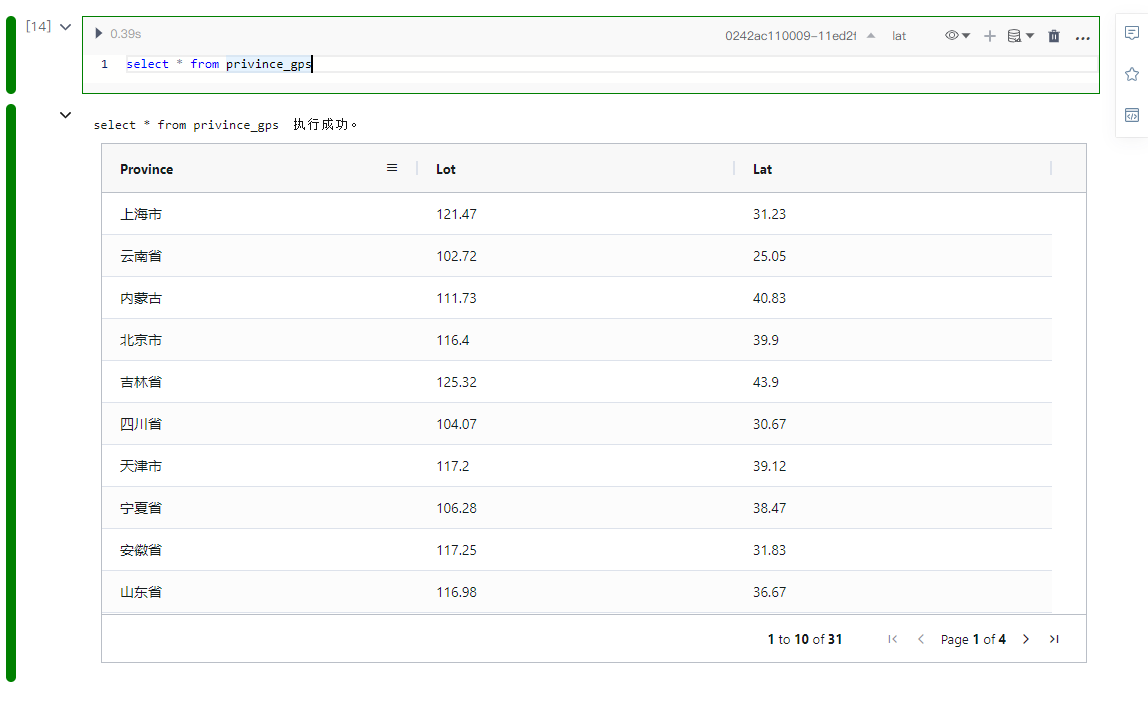 [14]
0.39s 0242ac110009-11ed2f lat
1 select * from privince_gps
select * from privince_gps 执行成功。
Province Lot Lat
上海市 121.47 31.23
云南省 102.72 25.05
内蒙古 111.73 40.83
北京市 116.4 39.9
吉林省 125.32 43.9
四川省 104.07 30.67
天津市 117.2 39.12
宁夏省 106.28 38.47
安徽省 117.25 31.83
山东省 116.98 36.67
1 to 10 of 31 Page 1 of 4